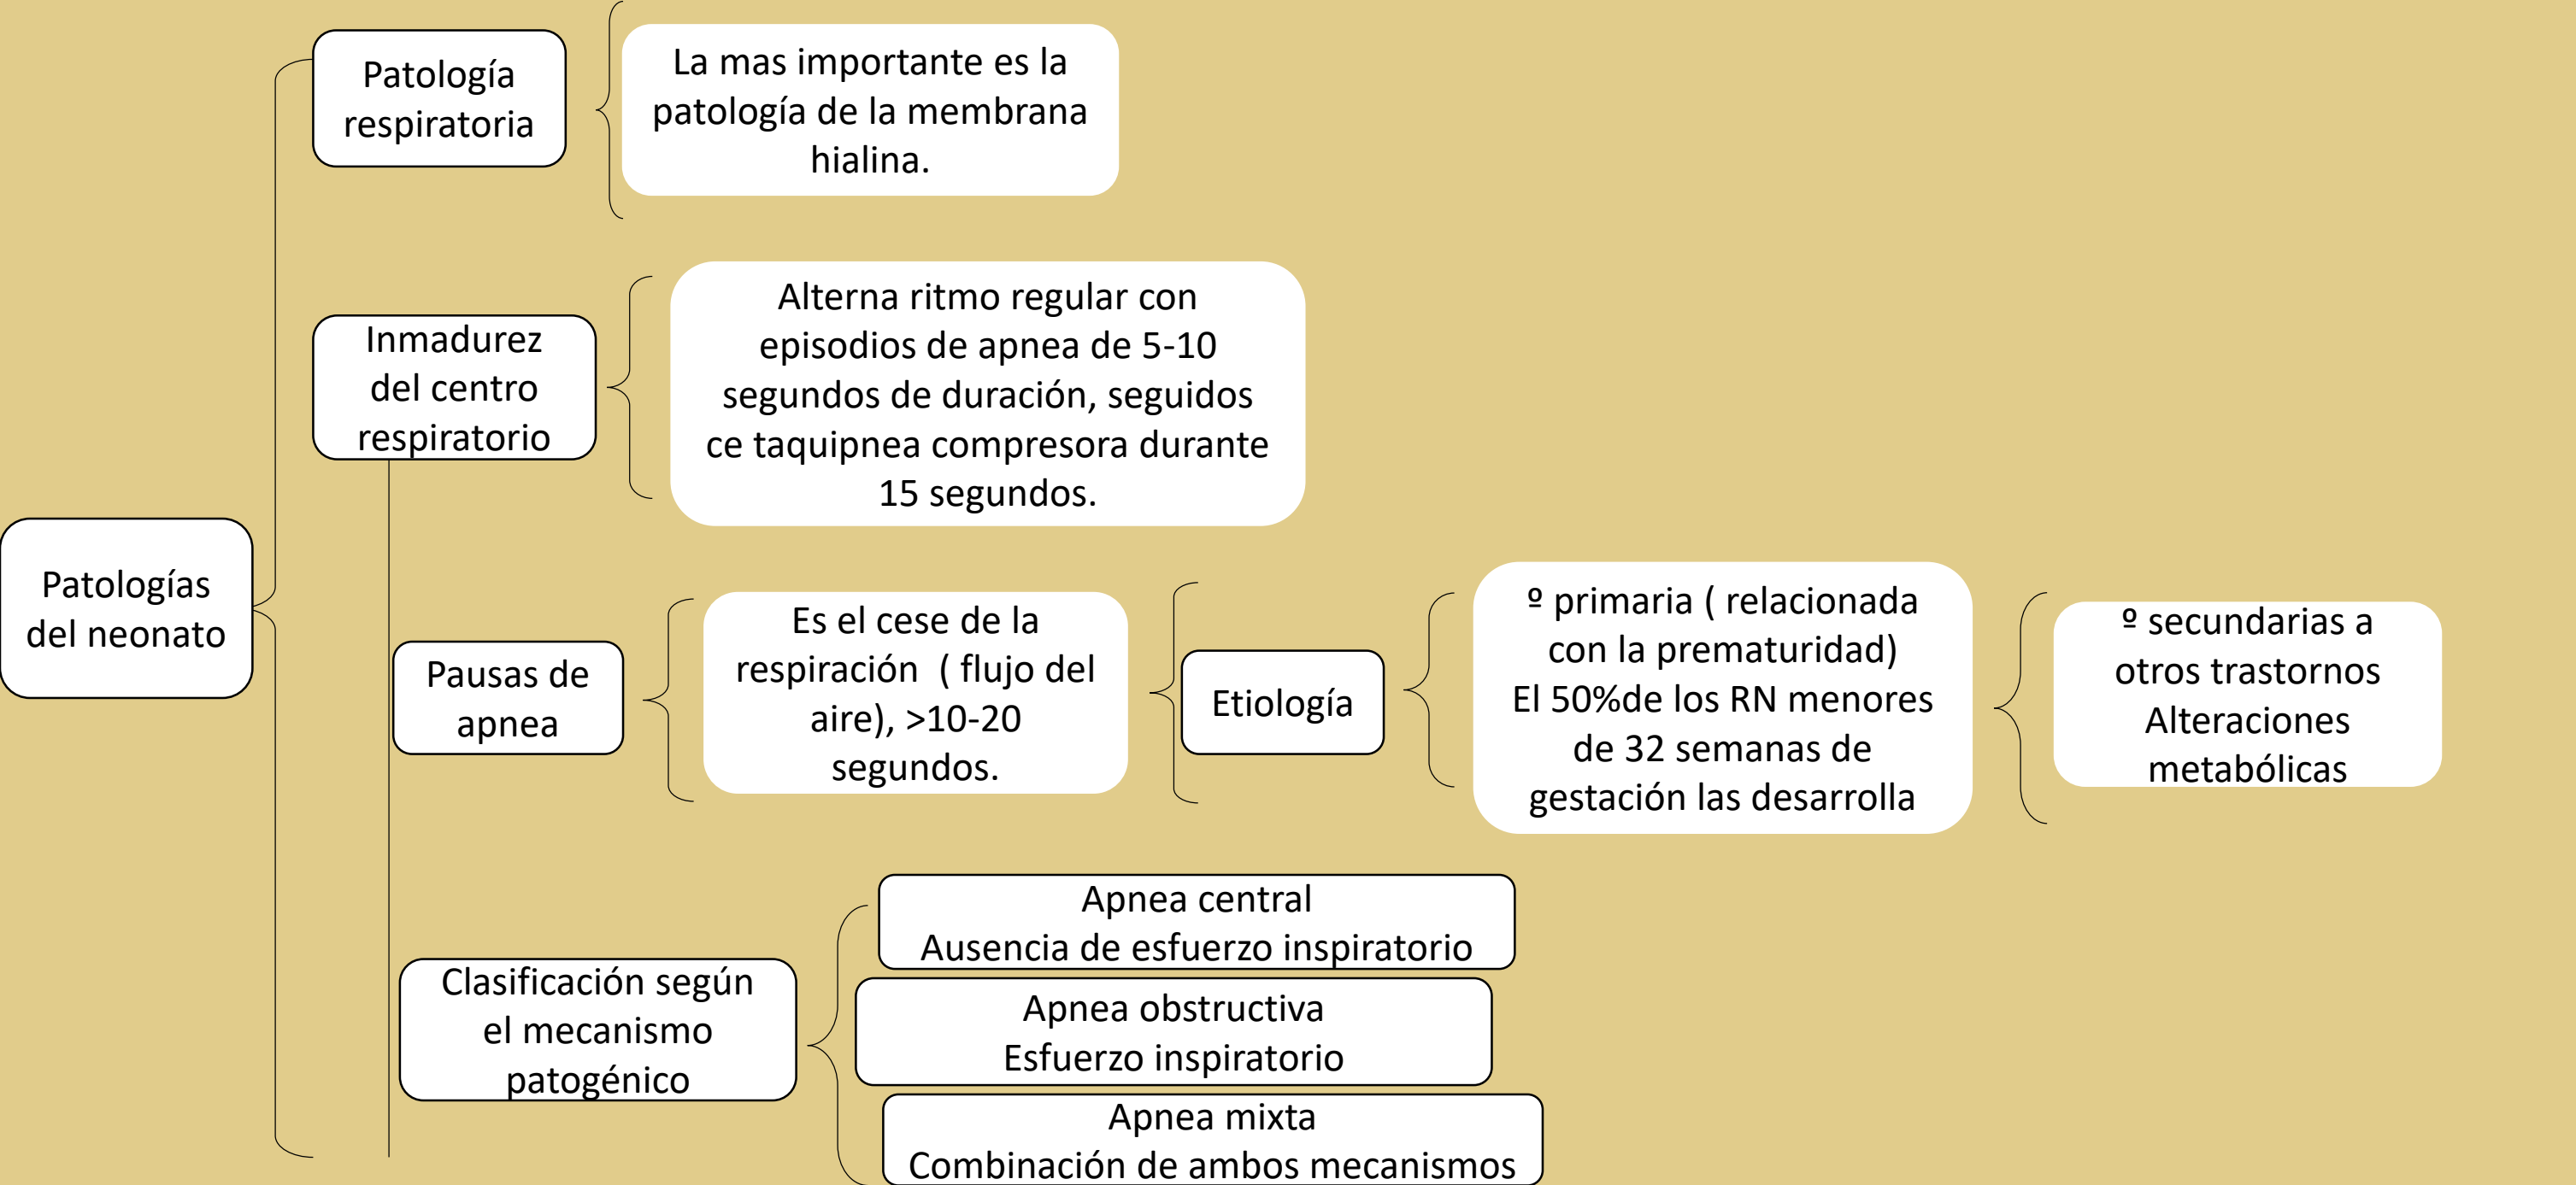 Patología
respiratoria
La mas importante es la
patología de la membrana
hialina.
Inmadurez
del centro
respiratorio
Alterna ritmo regular con
episodios de apnea de 5-10
segundos de duración, seguidos
ce taquipnea compresora durante
15 segundos.
Patologías
del neonato
Pausas de
apnea
Es el cese de la
respiración ( flujo del
aire), >10-20
segundos.
Etiología
º primaria ( relacionada
con la prematuridad)
El 50%de los RN menores
de 32 semanas de
gestación las desarrolla
º secundarias a
otros trastornos
Alteraciones
metabólicas
Clasificación según
el mecanismo
patogénico
Apnea central
Ausencia de esfuerzo inspiratorio
Apnea obstructiva
Esfuerzo inspiratorio
Apnea mixta
Combinación de ambos mecanismos